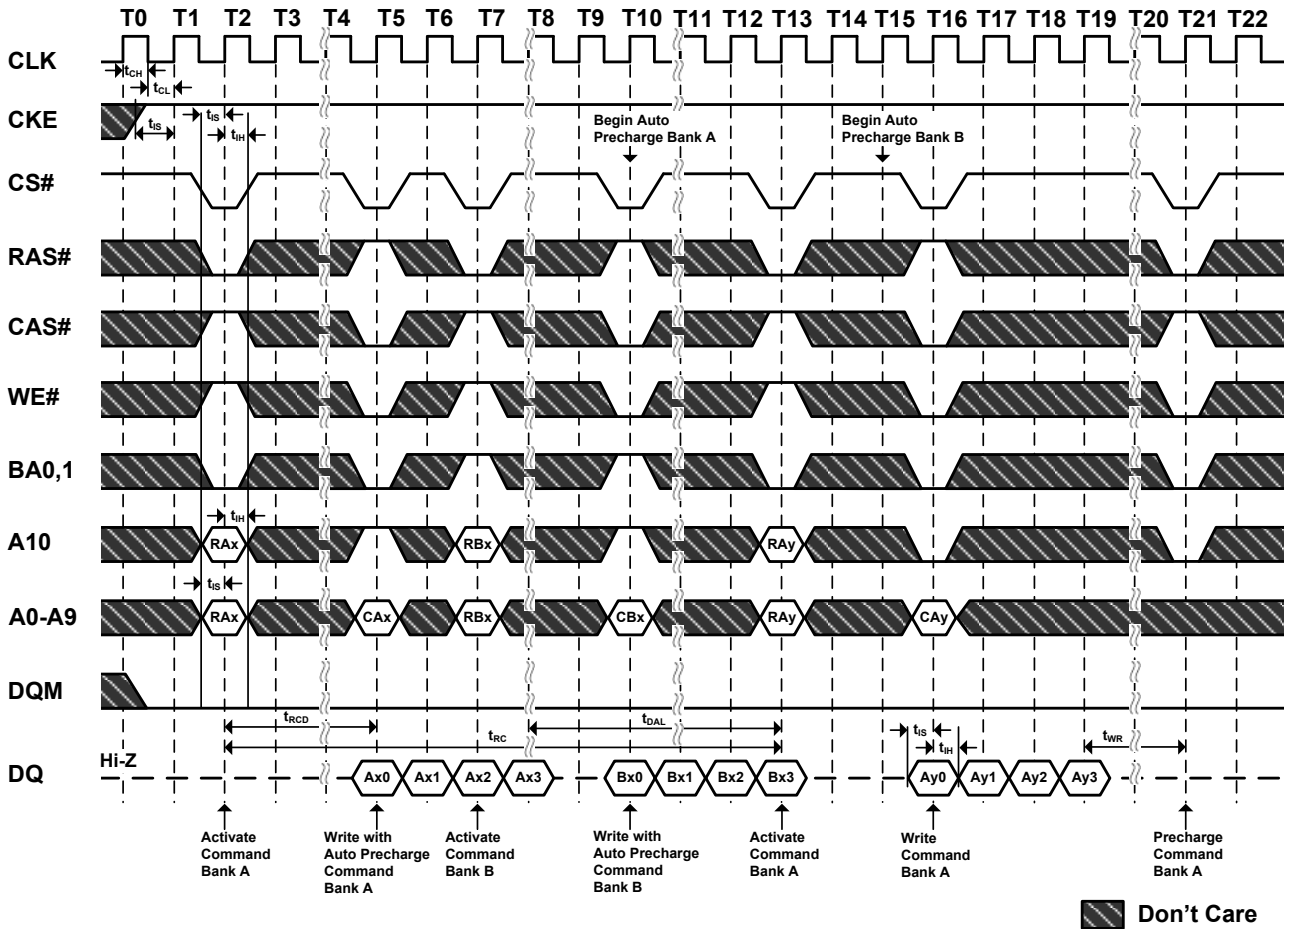 T0 T1 T2 T3 T4 T5 T6 T7 T8 T9 T10 T11 T12 T13 T14 T15 T16 T17 T18 T19 T20 T21 T22
CLK
tCH
tCL
CKE
tIS
tIS
tIH
Begin Auto
Precharge Bank A
Begin Auto
Precharge Bank B
CS#
RAS#
CAS#
WE#
BA0,1
tIH
A10
RAx RBx RAy
tIS
A0-A9
RAx CAx RBx CBx RAy CAy
DQM
tRCD tDAL
tRC
tIS
tIH
tWR
Hi-Z
DQ
Ax0 Ax1 Ax2 Ax3 Bx0 Bx1 Bx2 Bx3 Ay0 Ay1 Ay2 Ay3
Activate
Command
Bank A
Write with
Auto Precharge
Command
Bank A
Activate
Command
Bank B
Write with
Auto Precharge
Command
Bank B
Activate
Command
Bank A
Write
Command
Bank A
Precharge
Command
Bank A
Don't Care